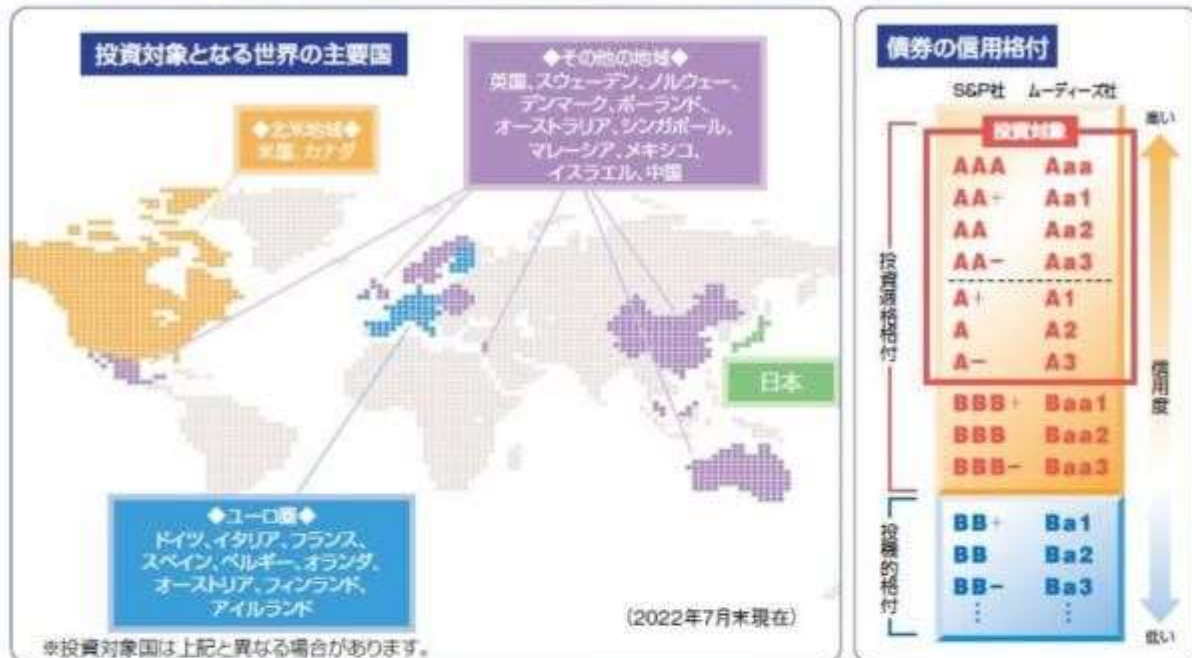 投資対象となる世界の主要国
◆その他の地域◆
英国、スウェーデン、ノルウェー、
デンマーク、ポーランド、
オーストラリア、シンガポール、
マレーシア、メキシコ、
イスラエル、中国
◆北米地域◆
米国、カナダ
日本
◆ユーロ圏◆
ドイツ、イタリア、フランス、
スペイン、ベルギー、オランダ、
オーストリア、フィンランド、
アイルランド
(2022年7月末現在)
※投資対象国は上記と異なる場合があります。
債券の信用格付
S&P社 ムーディーズ社
高い
投資対象
AAA Aaa
AA+ Aa1
AA Aa2
AA- Aa3
A+ A1
A A2
A- A3
BBB+ Baa1
BBB Baa2
BBB- Baa3
BB+ Ba1
BB Ba2
BB- Ba3
⋮ ⋮
投資適格格付
投機的格付
信用度
低い